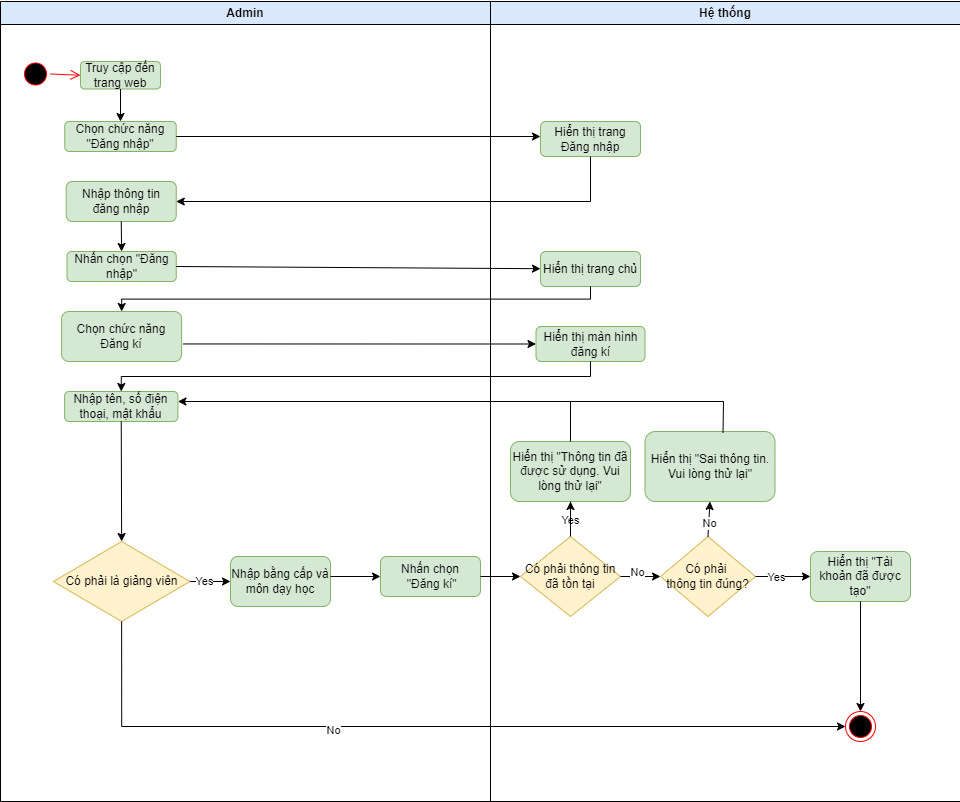 Admin
Hệ thống
Truy cập đến
trang web
Chọn chức năng
"Đăng nhập"
Hiển thị trang
Đăng nhập
Nhập thông tin
đăng nhập
Nhấn chọn "Đăng
nhập"
Hiển thị trang chủ
Chọn chức năng
Đăng kí
Hiển thị màn hình
đăng kí
Nhập tên, số điện
thoại, mật khẩu
Hiển thị "Thông tin đã
được sử dụng. Vui
lòng thử lại"
Hiển thị "Sai thông tin.
Vui lòng thử lại"
Yes
No
Có phải là giảng viên
Yes
Nhập bằng cấp và
môn dạy học
Nhấn chọn
"Đăng kí"
Có phải thông tin
đã tồn tại
No
Có phải
thông tin đúng?
Yes
Hiển thị "Tài
khoản đã được
tạo"
No